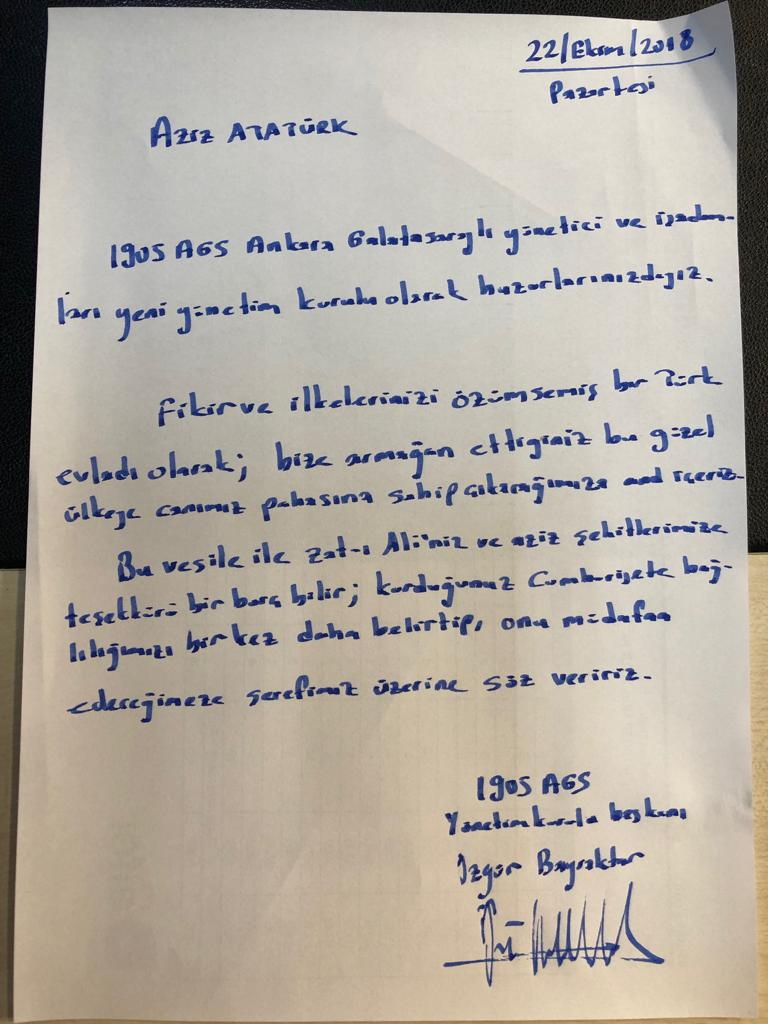 22/Ekim/2018
Pazartesi
Aziz ATATÜRK
1905 AGS Ankara Galatasaraylı yönetici ve işadam-
ları yeni yönetim kurulu olarak huzurlarınızdayız.
Fikir ve ilkelerinizi özümsemiş bir Türk
evladı olarak; bize armağan ettiğiniz bu güzel
ülkeye canımız pahasına sahip çıkacağımıza and içeriz.
Bu vesile ile zat-ı Ali'niz ve aziz şehitlerimize
teşekkürü bir borç bilir; kurduğunuz Cumhuriyete bağ-
lılığımızı bir kez daha belirtip, onu müdafaa
edeceğimize şerefimiz üzerine söz veririz.
1905 AGS
Yönetim kurulu başkanı
Özgür Bayraktar